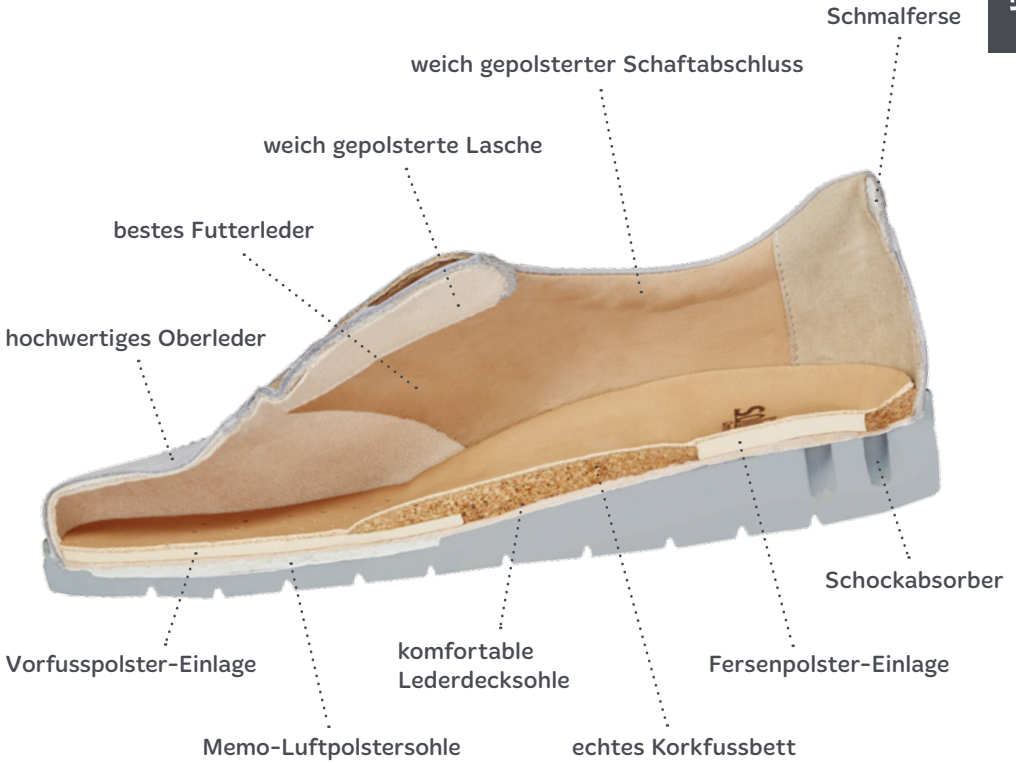 Schmalferse
weich gepolsterter Schaftabschluss
weich gepolsterte Lasche
bestes Futterleder
hochwertiges Oberleder
Schockabsorber
Vorfusspolster-Einlage
komfortable
Lederdecksohle
Fersenpolster-Einlage
Memo-Luftpolstersohle
echtes Korkfussbett